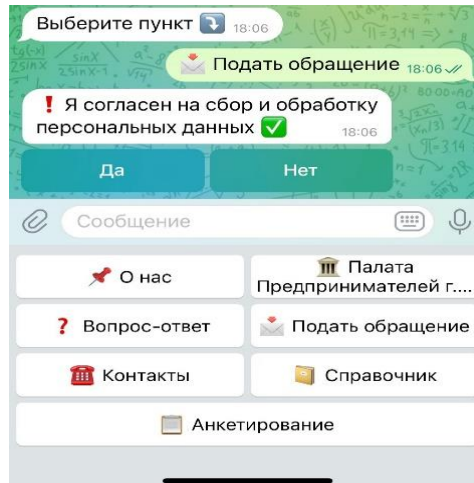 Выберите пункт ⤵️ 18:06
📩 Подать обращение 18:06
❗ Я согласен на сбор и обработку
персональных данных ✅ 18:06
Да
Нет
Сообщение
📌 О нас
🏛 Палата
Предпринимателей г....
❓ Вопрос-ответ
📩 Подать обращение
☎️ Контакты
📒 Справочник
📋 Анкетирование